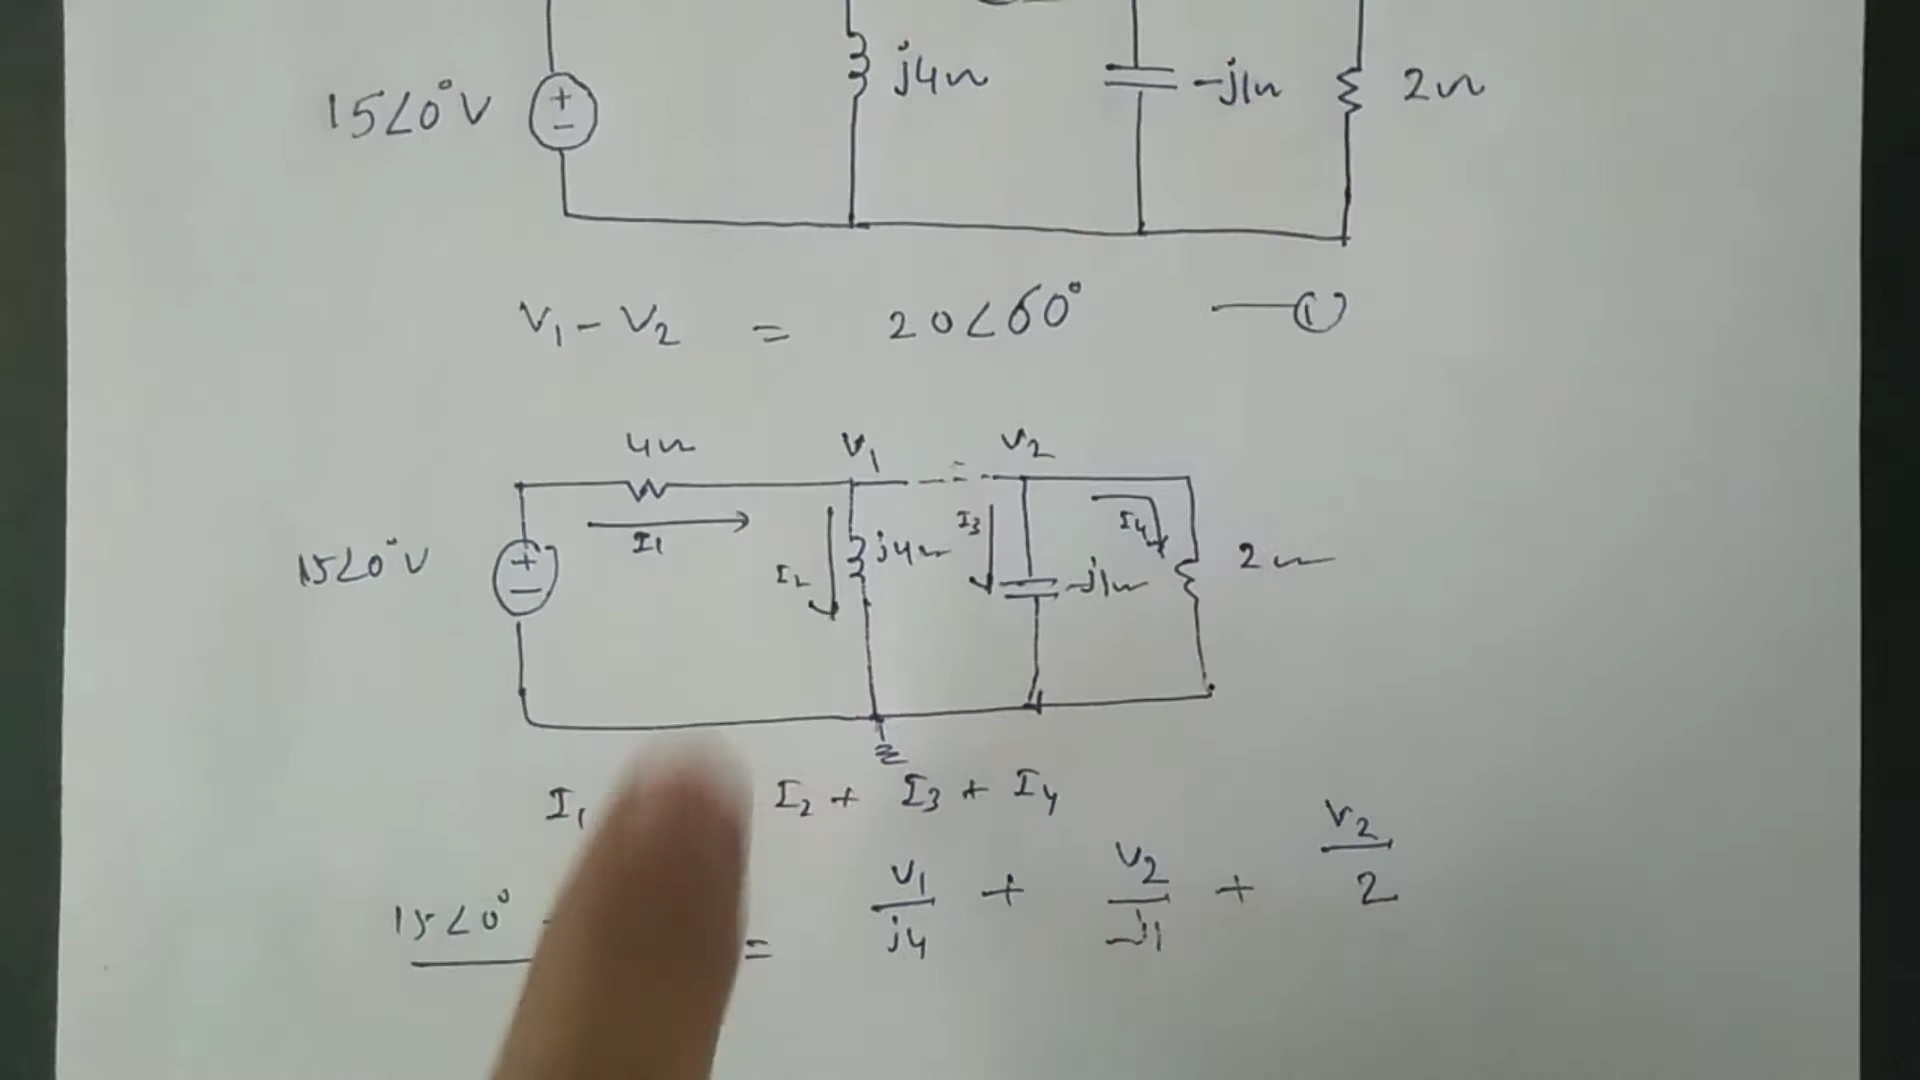 15∠0°V j4Ω -j1Ω 2Ω
V₁ - V₂ = 20∠60° —①
4Ω V₁ V₂
15∠0°V + - I₁ I₂ j4Ω I₃ -j1Ω I₄ 2Ω
I₁ I₂ + I₃ + I₄
15∠0° - = V₁/j4 + V₂/-j1 + V₂/2